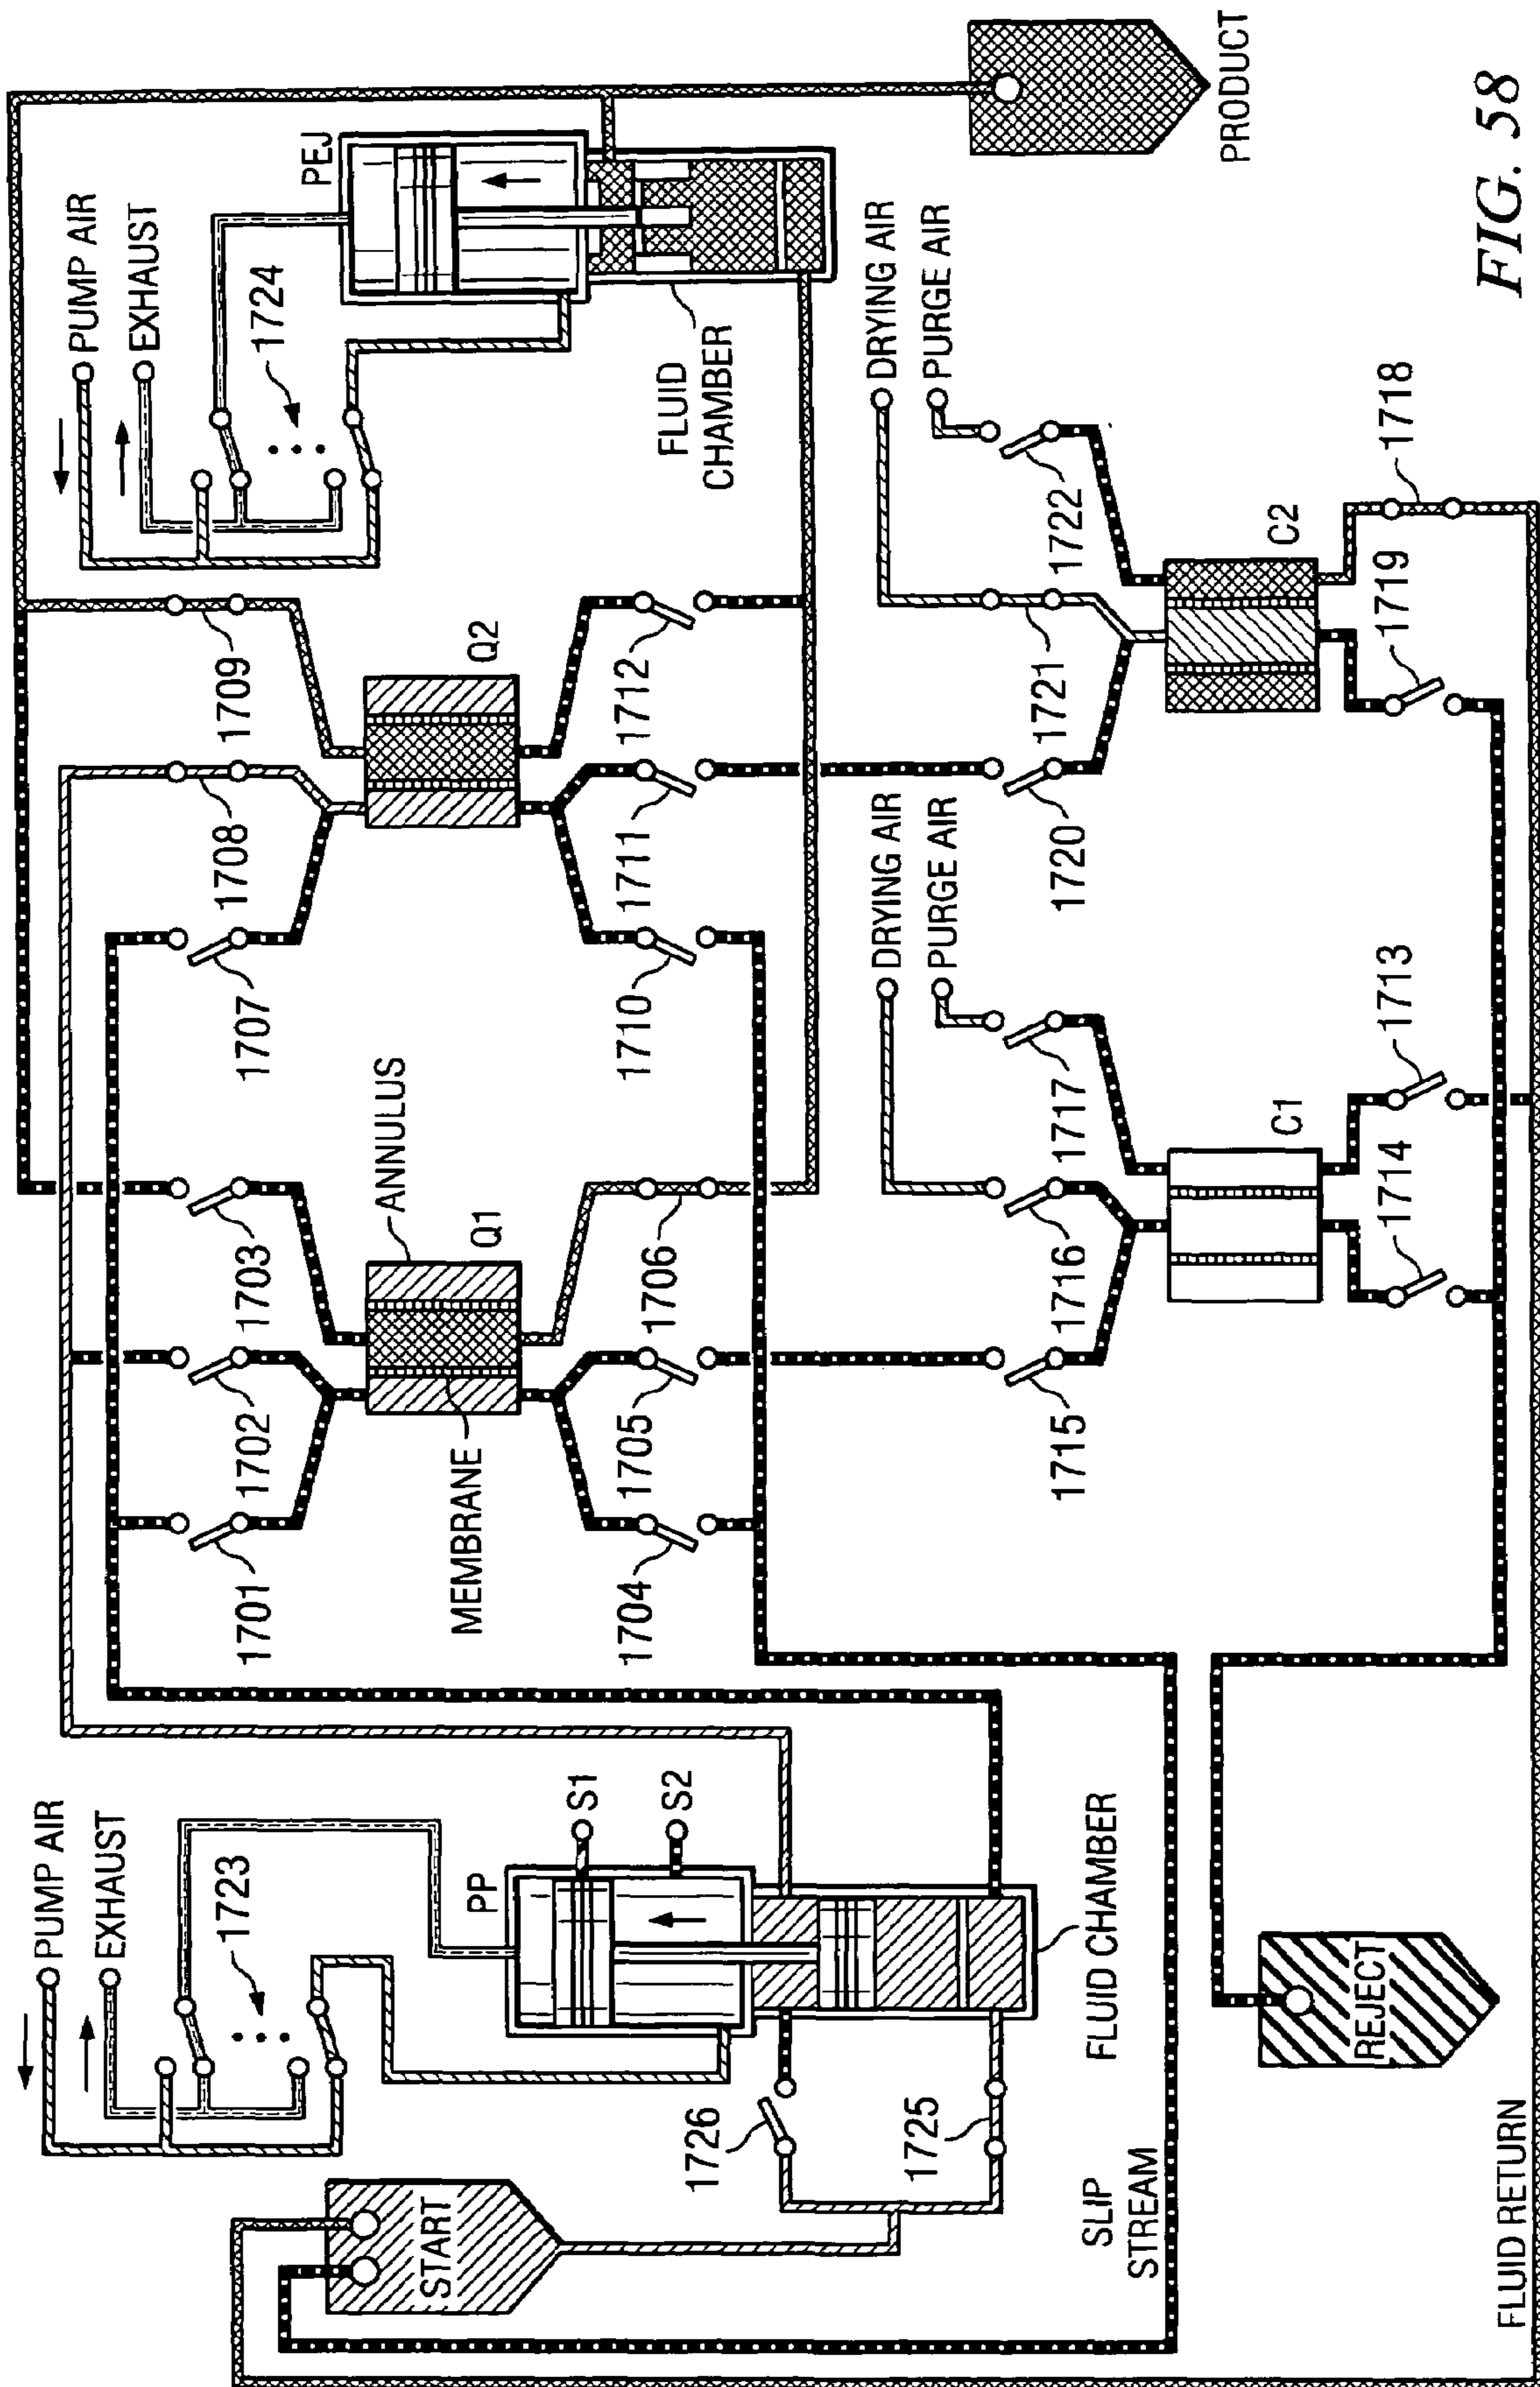 PUMP AIR
EXHAUST
1723
PP
S1
S2
START
1726
1725
FLUID CHAMBER
SLIP
STREAM
REJECT
FLUID RETURN
1701
1702
1703
ANNULUS
MEMBRANE
Q1
1704
1705
1706
1707
1708
1709
Q2
1710
1711
1712
PUMP AIR
EXHAUST
1724
PEJ
FLUID
CHAMBER
PRODUCT
DRYING AIR
PURGE AIR
1715
1716
1717
C1
1714
1713
DRYING AIR
PURGE AIR
1720
1721
1722
C2
1719
1718
FIG. 58